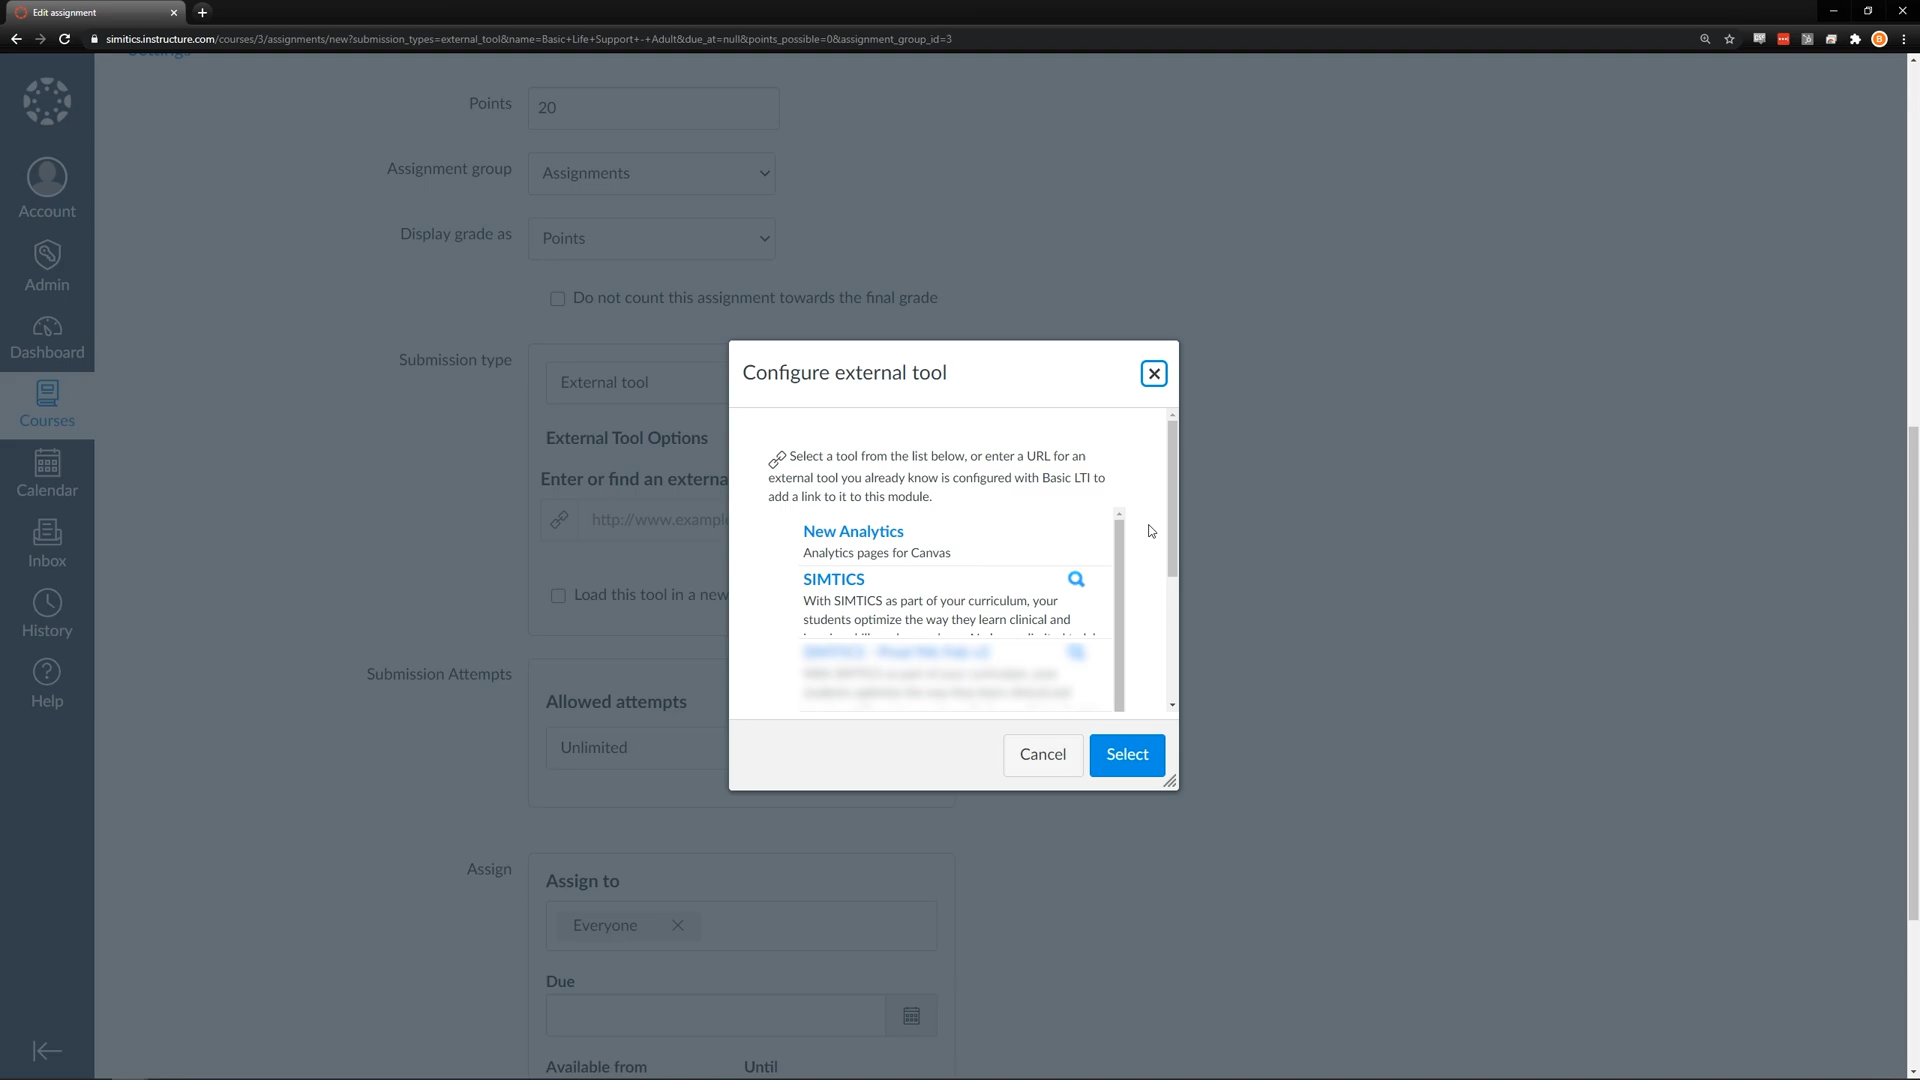 Edit assignment
simitics.instructure.com/courses/3/assignments/new?submission_types=external_tool&name=Basic+Life+Support+-+Adult&due_at=null&points_possible=0&assignment_group_id=3
B
Settings
Points
20
Assignment group
Assignments
Display grade as
Points
Do not count this assignment towards the final grade
Submission type
External tool
External Tool Options
Enter or find an externa
http://www.example
Load this tool in a new
Submission Attempts
Allowed attempts
Unlimited
Assign
Assign to
Everyone
Due
Available from
Until
Account
Admin
Dashboard
Courses
Calendar
Inbox
History
Help
Configure external tool
Select a tool from the list below, or enter a URL for an
external tool you already know is configured with Basic LTI to
add a link to it to this module.
New Analytics
Analytics pages for Canvas
SIMTICS
With SIMTICS as part of your curriculum, your
students optimize the way they learn clinical and
Cancel
Select